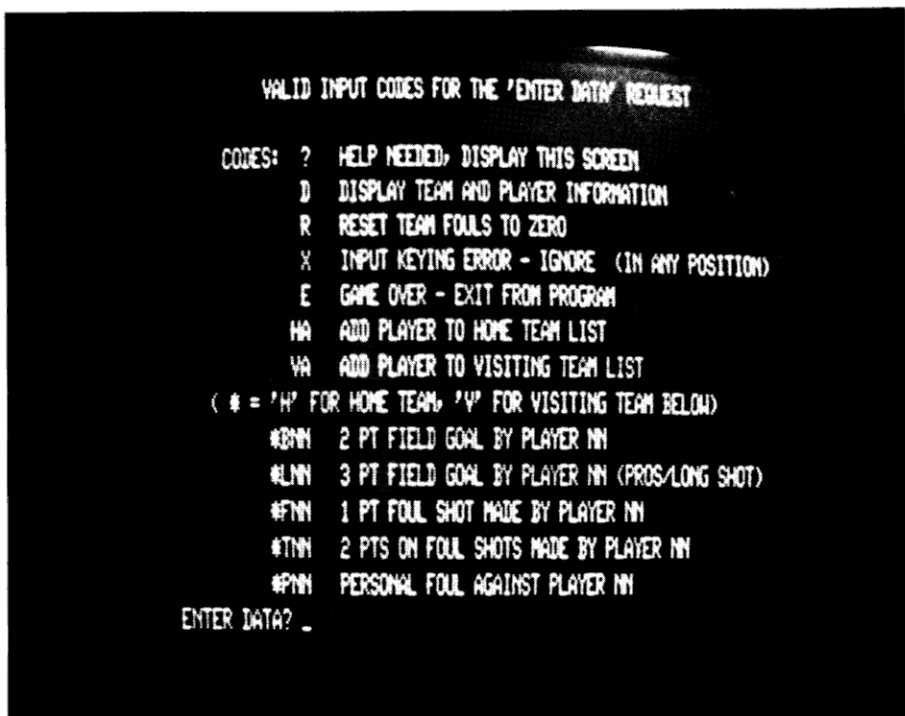 VALID INPUT CODES FOR THE 'ENTER DATA' REQUEST
CODES: ? HELP NEEDED, DISPLAY THIS SCREEN
D DISPLAY TEAM AND PLAYER INFORMATION
R RESET TEAM FOULS TO ZERO
X INPUT KEYING ERROR - IGNORE (IN ANY POSITION)
E GAME OVER - EXIT FROM PROGRAM
HA ADD PLAYER TO HOME TEAM LIST
VA ADD PLAYER TO VISITING TEAM LIST
( # = 'H' FOR HOME TEAM, 'V' FOR VISITING TEAM BELOW)
#BNN 2 PT FIELD GOAL BY PLAYER NN
#LNN 3 PT FIELD GOAL BY PLAYER NN (PROS/LONG SHOT)
#FNN 1 PT FOUL SHOT MADE BY PLAYER NN
#TNN 2 PTS ON FOUL SHOTS MADE BY PLAYER NN
#PNN PERSONAL FOUL AGAINST PLAYER NN
ENTER DATA? _